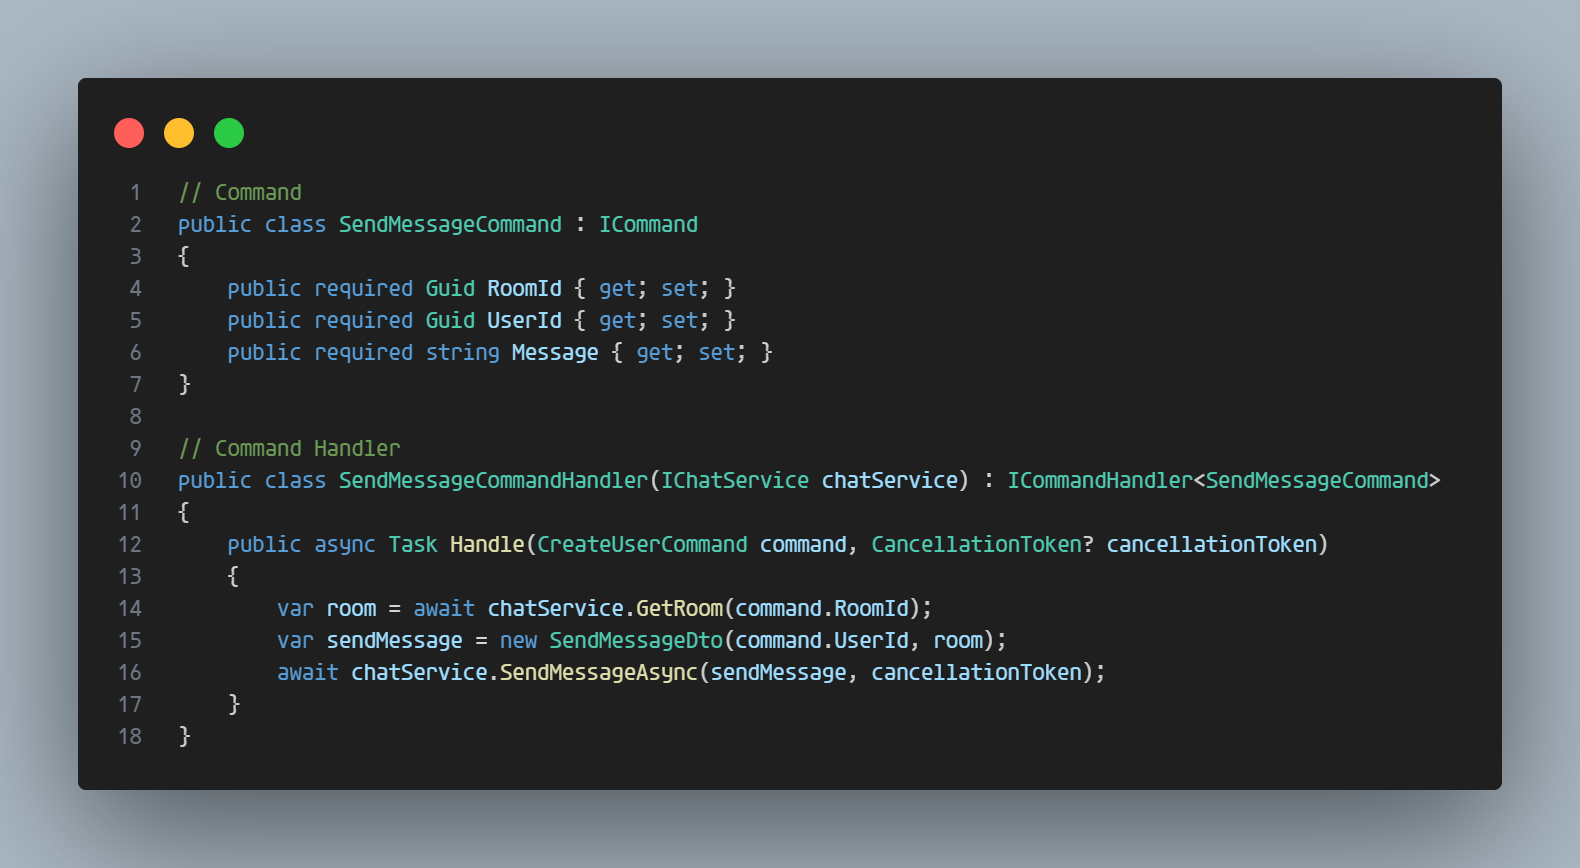 1 // Command
2 public class SendMessageCommand : ICommand
3 {
4     public required Guid RoomId { get; set; }
5     public required Guid UserId { get; set; }
6     public required string Message { get; set; }
7 }
8
9 // Command Handler
10 public class SendMessageCommandHandler(IChatService chatService) : ICommandHandler<SendMessageCommand>
11 {
12     public async Task Handle(CreateUserCommand command, CancellationToken? cancellationToken)
13     {
14         var room = await chatService.GetRoom(command.RoomId);
15         var sendMessage = new SendMessageDto(command.UserId, room);
16         await chatService.SendMessageAsync(sendMessage, cancellationToken);
17     }
18 }